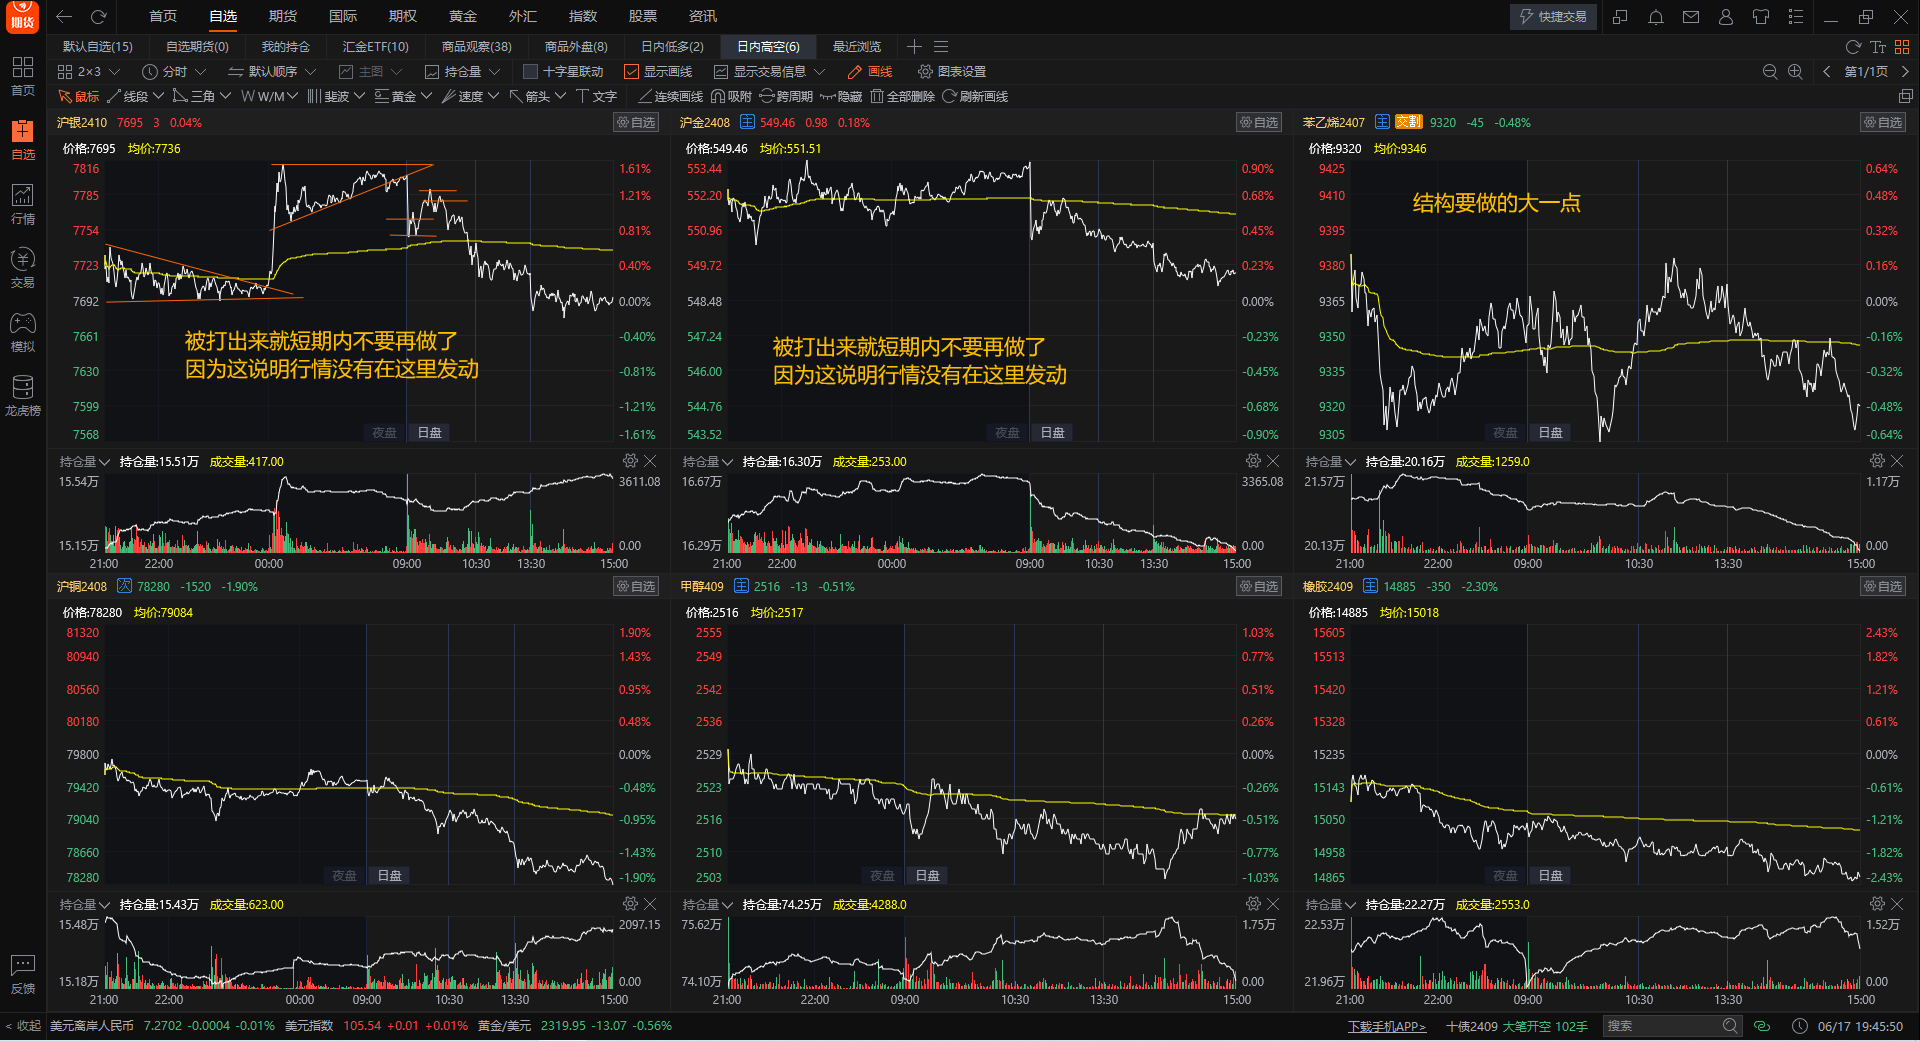 期货 首页 自选 期货 国际 期权 黄金 外汇 指数 股票 资讯 快捷交易
默认自选(15) 自选期货(0) 我的持仓 汇金ETF(10) 商品观察(38) 商品外盘(8) 日内低多(2) 日内高空(6) 最近浏览
2×3 分时 默认顺序 主图 持仓量 十字星联动 显示画线 显示交易信息 画线 图表设置 第1/1页
鼠标 线段 三角 W/M 斐波 黄金 速度 箭头 文字 连续画线 吸附 跨周期 隐藏 全部删除 刷新画线
首页
自选
行情
交易
模拟
龙虎榜
反馈
沪银2410 7695 3 0.04% 自选
价格:7695 均价:7736
7816 1.61%
7785 1.21%
7754 0.81%
7723 0.40%
7692 0.00%
7661 -0.40%
7630 -0.81%
7599 -1.21%
7568 -1.61%
被打出来就短期内不要再做了
因为这说明行情没有在这里发动
夜盘 日盘
持仓量 持仓量:15.51万 成交量:417.00
15.54万 3611.08
15.15万 0.00
21:00 22:00 00:00 09:00 10:30 13:30 15:00
沪金2408 主 549.46 0.98 0.18% 自选
价格:549.46 均价:551.51
553.44 0.90%
552.20 0.68%
550.96 0.45%
549.72 0.23%
548.48 0.00%
547.24 -0.23%
546.00 -0.45%
544.76 -0.68%
543.52 -0.90%
被打出来就短期内不要再做了
因为这说明行情没有在这里发动
夜盘 日盘
持仓量 持仓量:16.30万 成交量:253.00
16.67万 3365.08
16.29万 0.00
21:00 22:00 00:00 09:00 10:30 13:30 15:00
苯乙烯2407 主 交割 9320 -45 -0.48% 自选
价格:9320 均价:9346
9425 0.64%
9410 0.48%
9395 0.32%
9380 0.16%
9365 0.00%
9350 -0.16%
9335 -0.32%
9320 -0.48%
9305 -0.64%
结构要做的大一点
夜盘 日盘
持仓量 持仓量:20.16万 成交量:1259.0
21.57万 1.17万
20.13万 0.00
21:00 22:00 09:00 10:30 13:30 15:00
沪铜2408 次 78280 -1520 -1.90% 自选
价格:78280 均价:79084
81320 1.90%
80940 1.43%
80560 0.95%
80180 0.48%
79800 0.00%
79420 -0.48%
79040 -0.95%
78660 -1.43%
78280 -1.90%
夜盘 日盘
持仓量 持仓量:15.43万 成交量:623.00
15.48万 2097.15
15.18万 0.00
21:00 22:00 00:00 09:00 10:30 13:30 15:00
甲醇409 主 2516 -13 -0.51% 自选
价格:2516 均价:2517
2555 1.03%
2549 0.77%
2542 0.51%
2536 0.26%
2529 0.00%
2523 -0.26%
2516 -0.51%
2510 -0.77%
2503 -1.03%
夜盘 日盘
持仓量 持仓量:74.25万 成交量:4288.0
75.62万 1.75万
74.10万 0.00
21:00 22:00 09:00 10:30 13:30 15:00
橡胶2409 主 14885 -350 -2.30% 自选
价格:14885 均价:15018
15605 2.43%
15513 1.82%
15420 1.21%
15328 0.61%
15235 0.00%
15143 -0.61%
15050 -1.21%
14958 -1.82%
14865 -2.43%
夜盘 日盘
持仓量 持仓量:22.27万 成交量:2553.0
22.53万 1.52万
21.96万 0.00
21:00 22:00 09:00 10:30 13:30 15:00
< 收起 美元离岸人民币 7.2702 -0.0004 -0.01% 美元指数 105.54 +0.01 +0.01% 黄金/美元 2319.95 -13.07 -0.56% 下载手机APP> 十债2409 大笔开空 102手 搜索 06/17 19:45:50